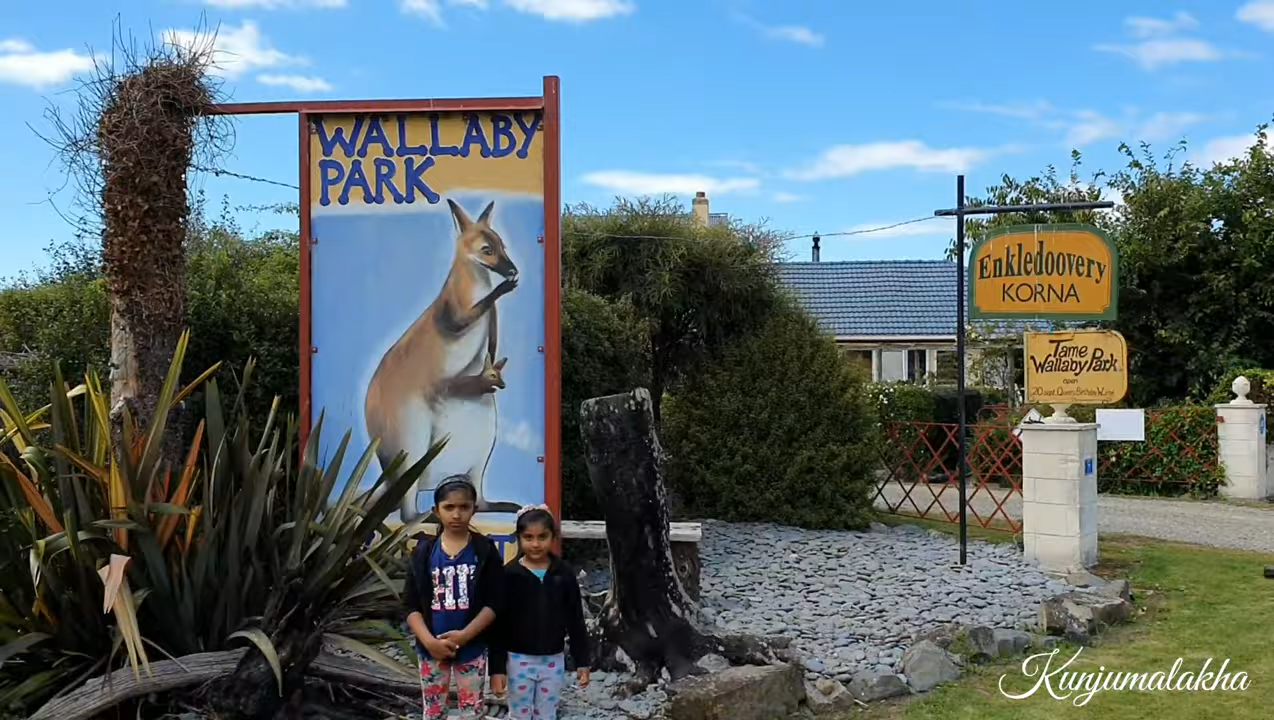 WALLABY
PARK
Enkledoovery
KORNA
Tame
Wallaby Park
open
Kunjumalakha